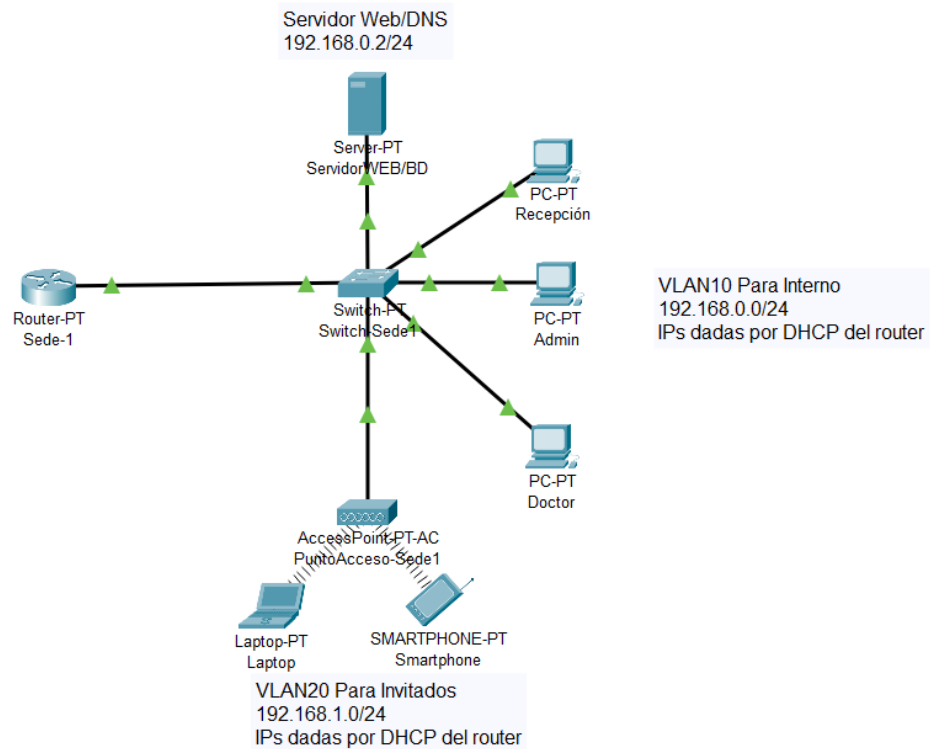 Servidor Web/DNS
192.168.0.2/24
Server-PT
ServidorWEB/BD
PC-PT
Recepción
Router-PT
Sede-1
Switch-PT
Switch-Sede1
PC-PT
Admin
VLAN10 Para Interno
192.168.0.0/24
IPs dadas por DHCP del router
PC-PT
Doctor
AccessPoint-PT-AC
PuntoAcceso-Sede1
Laptop-PT
Laptop
SMARTPHONE-PT
Smartphone
VLAN20 Para Invitados
192.168.1.0/24
IPs dadas por DHCP del router